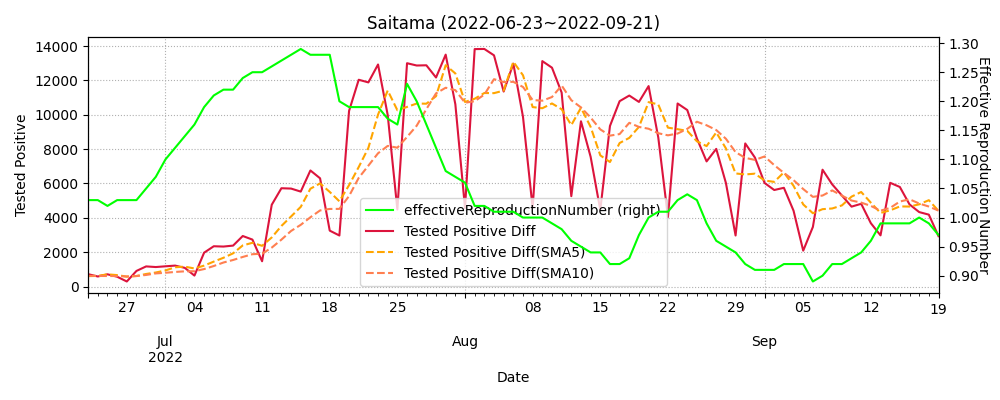 Saitama (2022-06-23~2022-09-21)
14000
12000
10000
8000
6000
4000
2000
0
Tested Positive
1.30
1.25
1.20
1.15
1.10
1.05
1.00
0.95
0.90
Effective Reproduction Number
effectiveReproductionNumber (right)
Tested Positive Diff
Tested Positive Diff(SMA5)
Tested Positive Diff(SMA10)
27 04 11 18 25 08 15 22 29 05 12 19
Jul Aug Sep
2022
Date